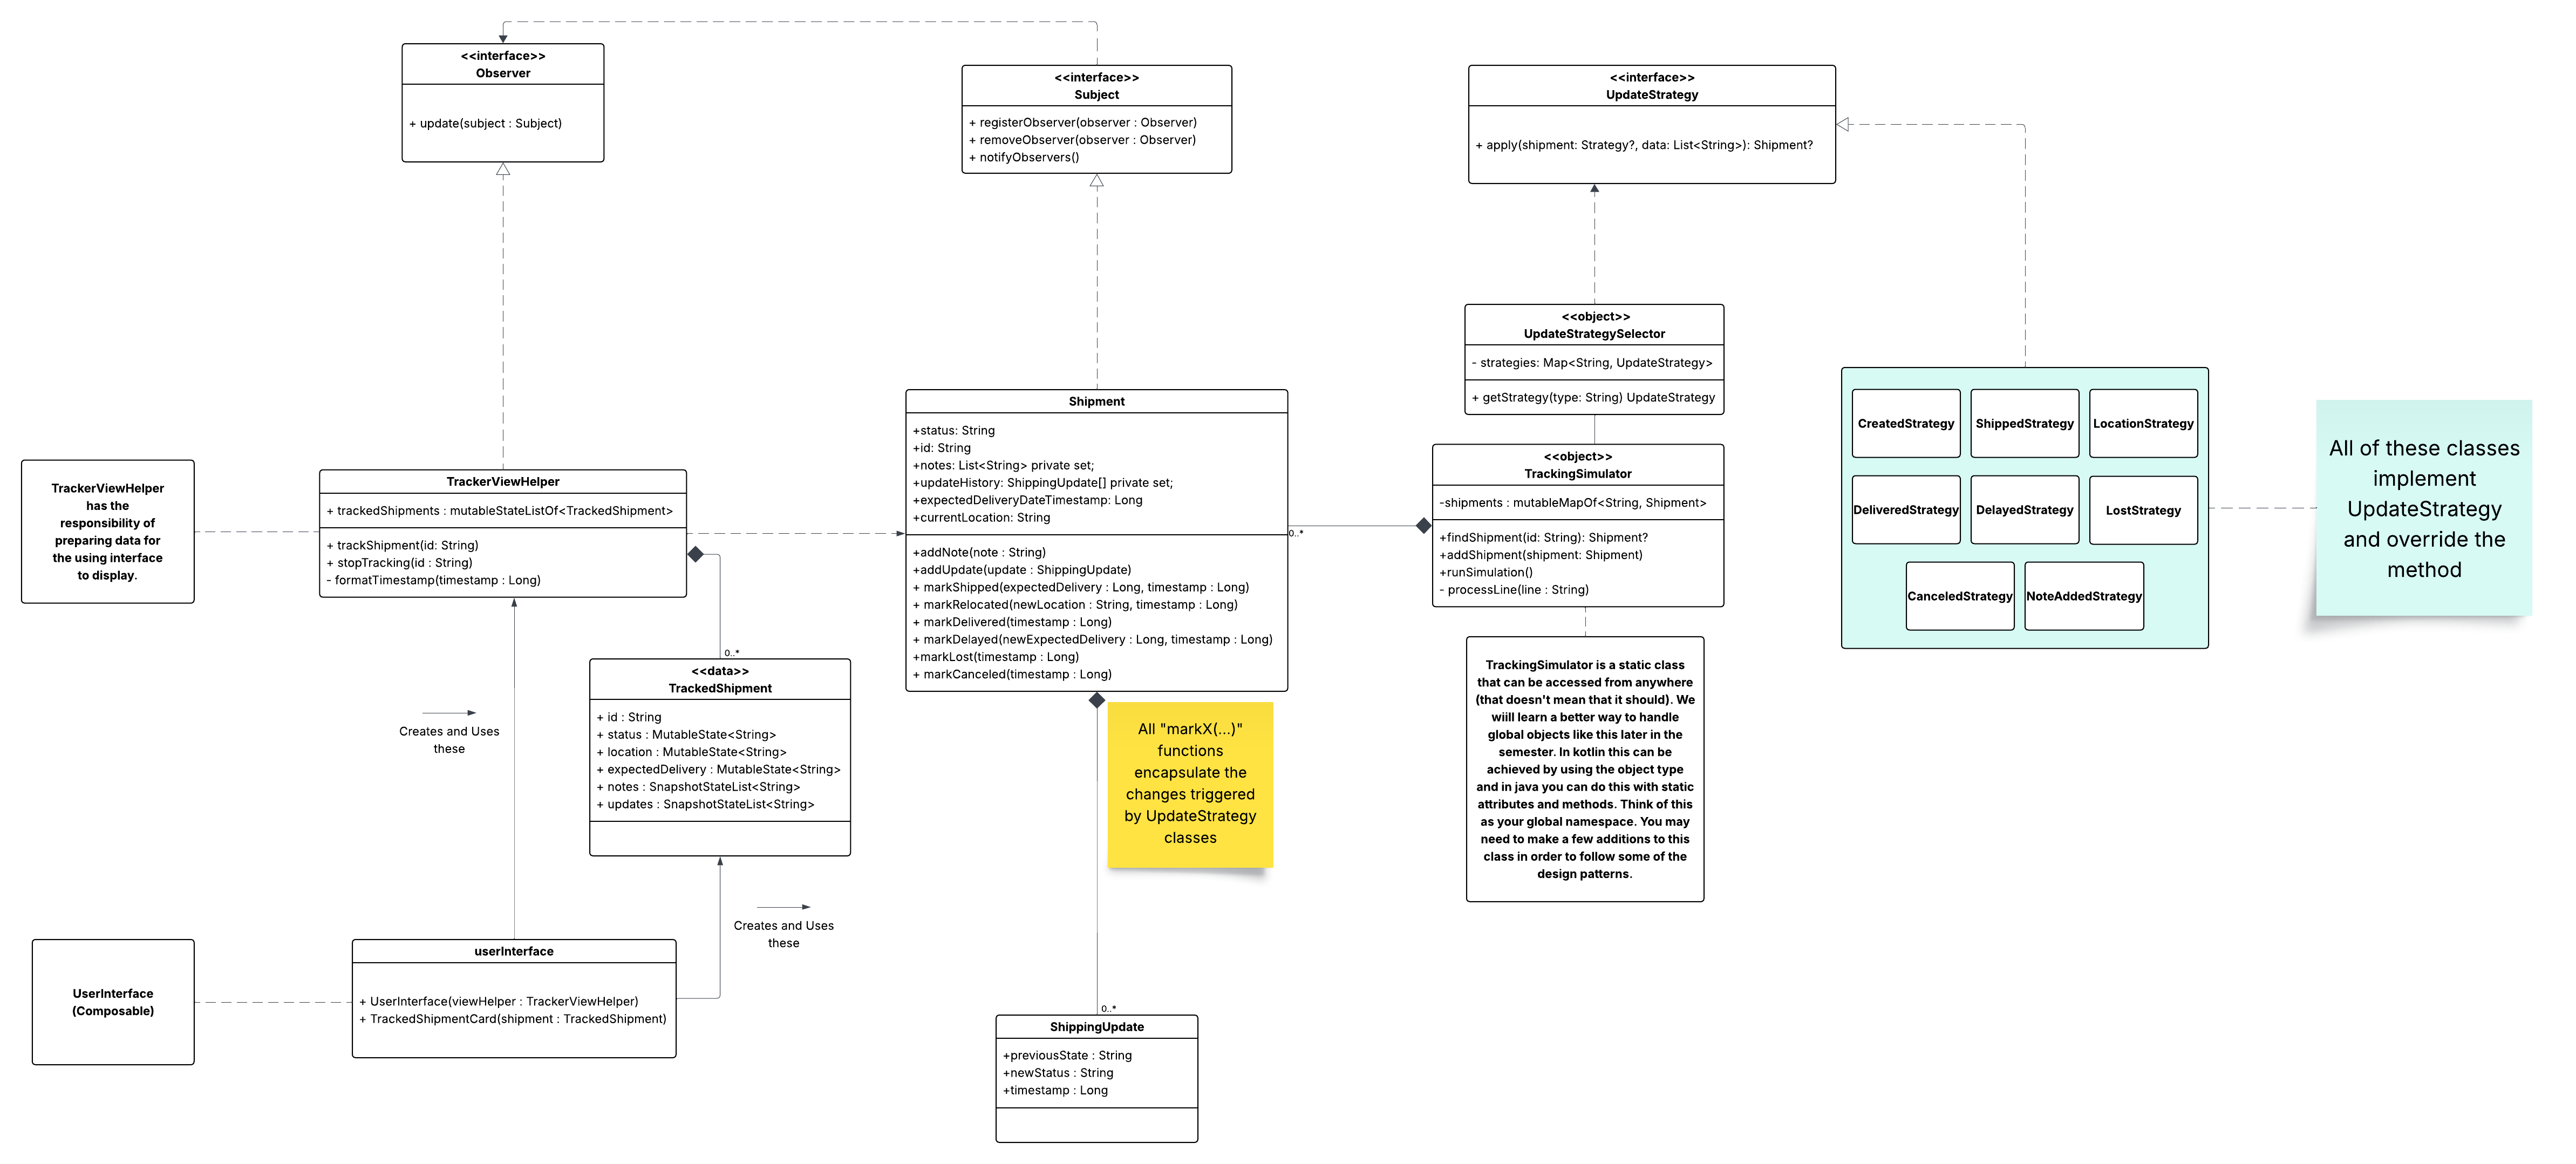 <<interface>>
Observer
+ update(subject : Subject)
<<interface>>
Subject
+ registerObserver(observer : Observer)
+ removeObserver(observer : Observer)
+ notifyObservers()
<<interface>>
UpdateStrategy
+ apply(shipment: Strategy?, data: List<String>): Shipment?
<<object>>
UpdateStrategySelector
- strategies: Map<String, UpdateStrategy>
+ getStrategy(type: String) UpdateStrategy
TrackerViewHelper
has the
responsibility of
preparing data for
the using interface
to display.
TrackerViewHelper
+ trackedShipments : mutableStateListOf<TrackedShipment>
+ trackShipment(id: String)
+ stopTracking(id : String)
- formatTimestamp(timestamp : Long)
Shipment
+status: String
+id: String
+notes: List<String> private set;
+updateHistory: ShippingUpdate[] private set;
+expectedDeliveryDateTimestamp: Long
+currentLocation: String
+addNote(note : String)
+addUpdate(update : ShippingUpdate)
+ markShipped(expectedDelivery : Long, timestamp : Long)
+ markRelocated(newLocation : String, timestamp : Long)
+ markDelivered(timestamp : Long)
+ markDelayed(newExpectedDelivery : Long, timestamp : Long)
+markLost(timestamp : Long)
+ markCanceled(timestamp : Long)
0..*
<<object>>
TrackingSimulator
-shipments : mutableMapOf<String, Shipment>
+findShipment(id: String): Shipment?
+addShipment(shipment: Shipment)
+runSimulation()
- processLine(line : String)
CreatedStrategy
ShippedStrategy
LocationStrategy
DeliveredStrategy
DelayedStrategy
LostStrategy
CanceledStrategy
NoteAddedStrategy
All of these classes
implement
UpdateStrategy
and override the
method
0..*
<<data>>
TrackedShipment
+ id : String
+ status : MutableState<String>
+ location : MutableState<String>
+ expectedDelivery : MutableState<String>
+ notes : SnapshotStateList<String>
+ updates : SnapshotStateList<String>
Creates and Uses
these
All "markX(...)"
functions
encapsulate the
changes triggered
by UpdateStrategy
classes
TrackingSimulator is a static class
that can be accessed from anywhere
(that doesn't mean that it should). We
wiill learn a better way to handle
global objects like this later in the
semester. In kotlin this can be
achieved by using the object type
and in java you can do this with static
attributes and methods. Think of this
as your global namespace. You may
need to make a few additions to this
class in order to follow some of the
design patterns.
Creates and Uses
these
UserInterface
(Composable)
userInterface
+ UserInterface(viewHelper : TrackerViewHelper)
+ TrackedShipmentCard(shipment : TrackedShipment)
0..*
ShippingUpdate
+previousState : String
+newStatus : String
+timestamp : Long